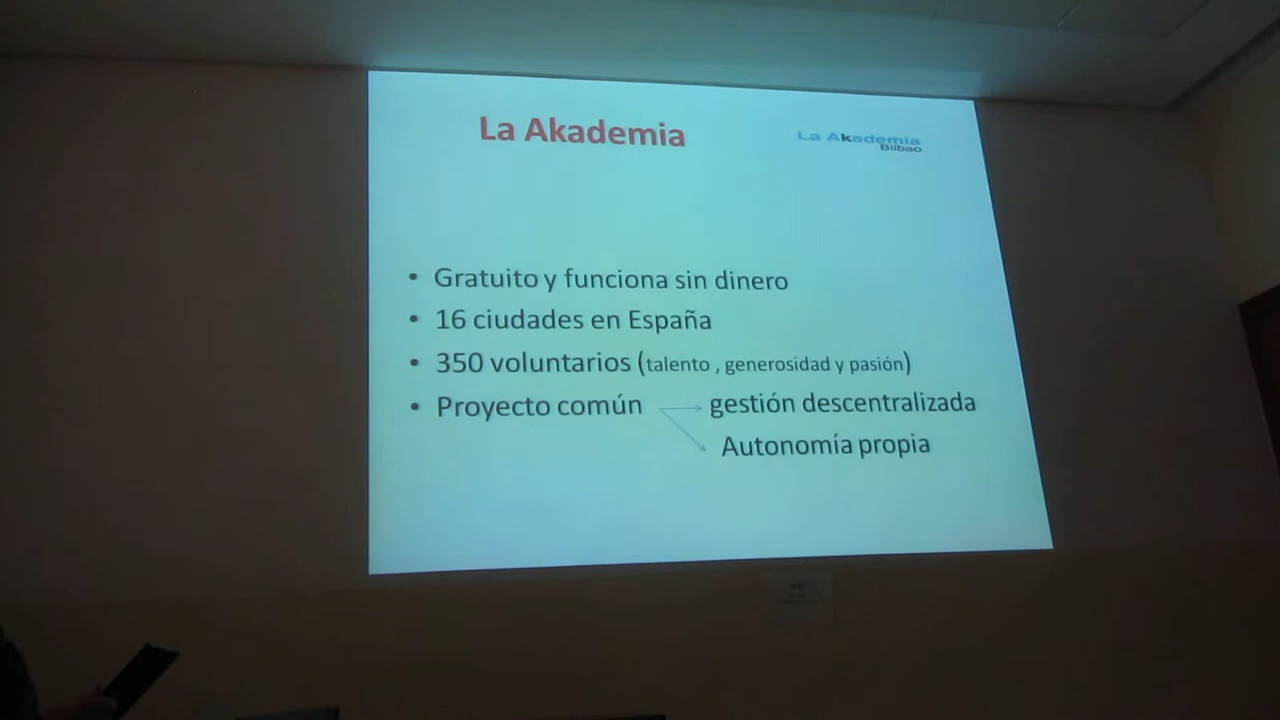 La Akademia
La Akademia
Bilbao
• Gratuito y funciona sin dinero
• 16 ciudades en España
• 350 voluntarios (talento , generosidad y pasión)
• Proyecto común gestión descentralizada
Autonomía propia